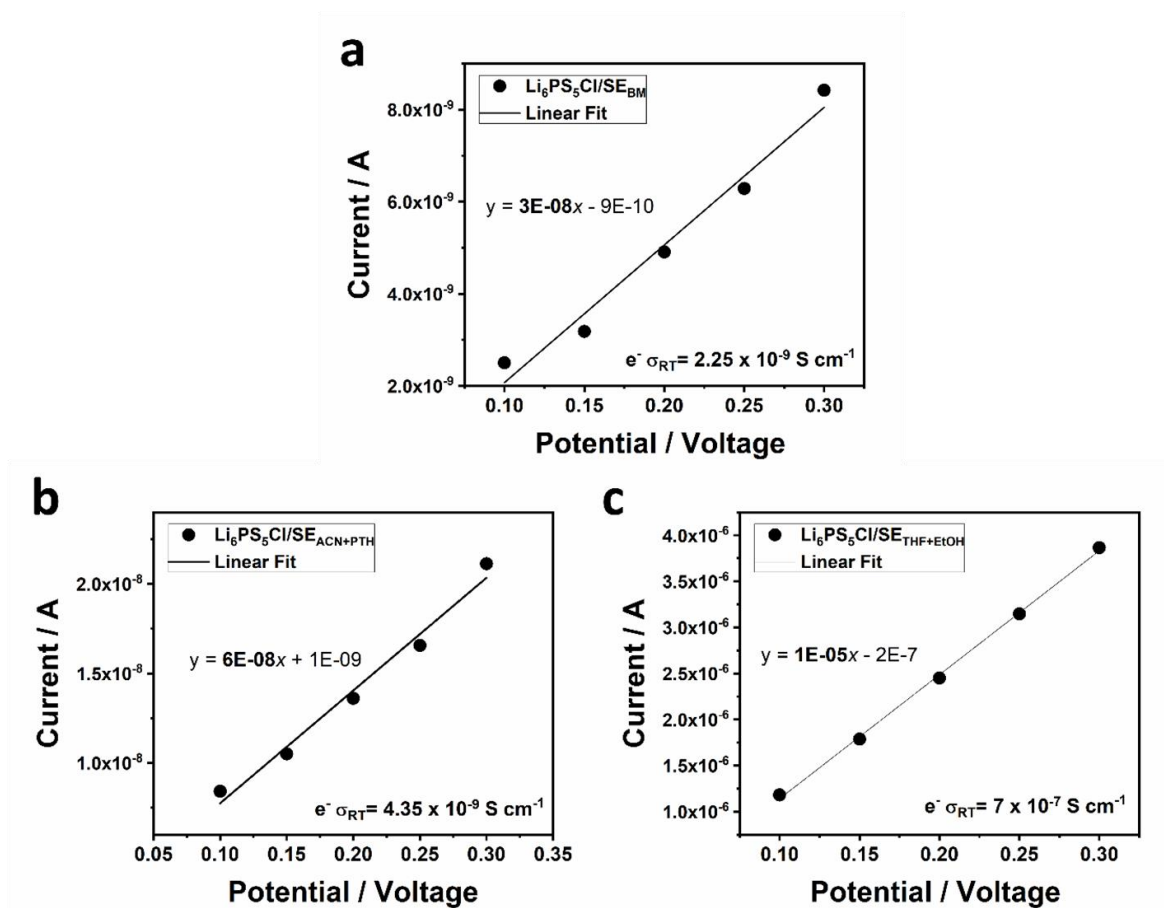 a
Li₆PS₅Cl/SE_BM
Linear Fit
8.0x10⁻⁹
6.0x10⁻⁹
4.0x10⁻⁹
2.0x10⁻⁹
y = 3E-08x - 9E-10
e⁻ σRT= 2.25 x 10⁻⁹ S cm⁻¹
Current / A
0.10 0.15 0.20 0.25 0.30
Potential / Voltage
b
Li₆PS₅Cl/SE_ACN+PTH
Linear Fit
2.0x10⁻⁸
1.5x10⁻⁸
1.0x10⁻⁸
y = 6E-08x + 1E-09
e⁻ σRT= 4.35 x 10⁻⁹ S cm⁻¹
Current / A
0.05 0.10 0.15 0.20 0.25 0.30 0.35
Potential / Voltage
c
Li₆PS₅Cl/SE_THF+EtOH
Linear Fit
4.0x10⁻⁶
3.5x10⁻⁶
3.0x10⁻⁶
2.5x10⁻⁶
2.0x10⁻⁶
1.5x10⁻⁶
1.0x10⁻⁶
y = 1E-05x - 2E-7
e⁻ σRT= 7 x 10⁻⁷ S cm⁻¹
Current / A
0.10 0.15 0.20 0.25 0.30
Potential / Voltage